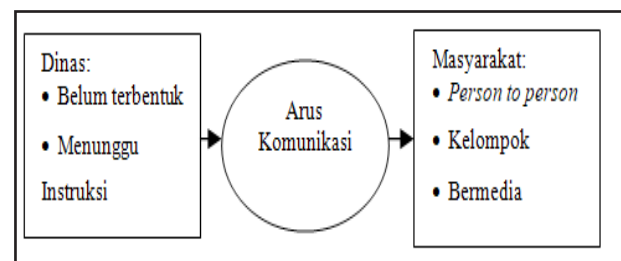 Dinas:
• Belum terbentuk
• Menunggu
Instruksi
Arus
Komunikasi
Masyarakat:
• Person to person
• Kelompok
• Bermedia